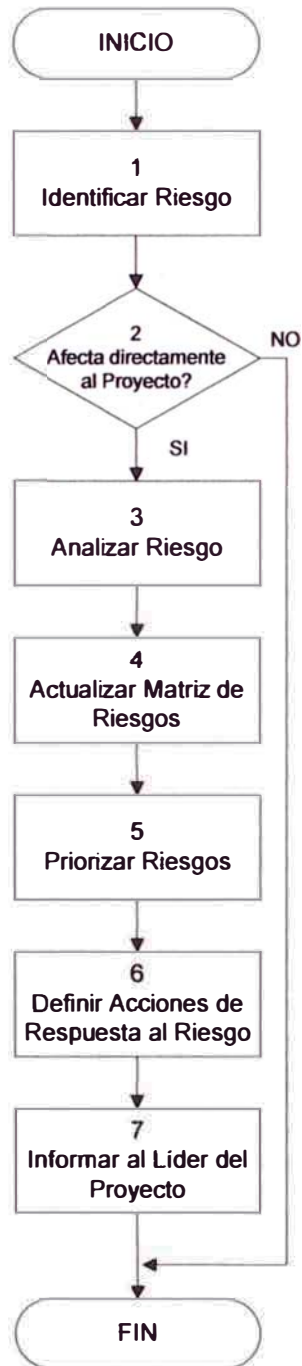 INICIO
1
Identificar Riesgo
2
Afecta directamente
al Proyecto?
NO
SI
3
Analizar Riesgo
4
Actualizar Matriz de
Riesgos
5
Priorizar Riesgos
6
Definir Acciones de
Respuesta al Riesgo
7
Informar al Líder del
Proyecto
FIN